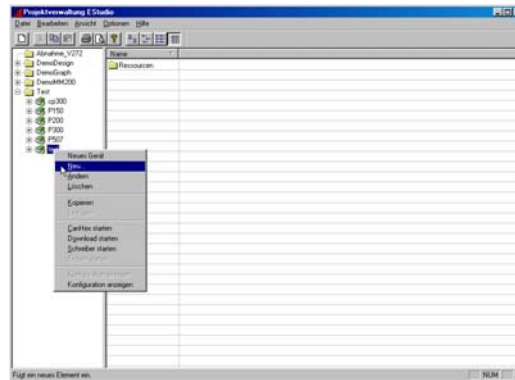 Projektverwaltung EStudio
Datei Bearbeiten Ansicht Optionen Hilfe
Name
Abnahme_V272
DemoDesign
DemoGraph
DemoMM200
Test
cp300
P150
P200
P300
P507
Ressourcen
Neues Gerät
Neu...
Ändern
Löschen
Kopieren
CanHex starten
Download starten
Schreiber starten
Konfiguration anzeigen
Fügt ein neues Element ein.
NUM